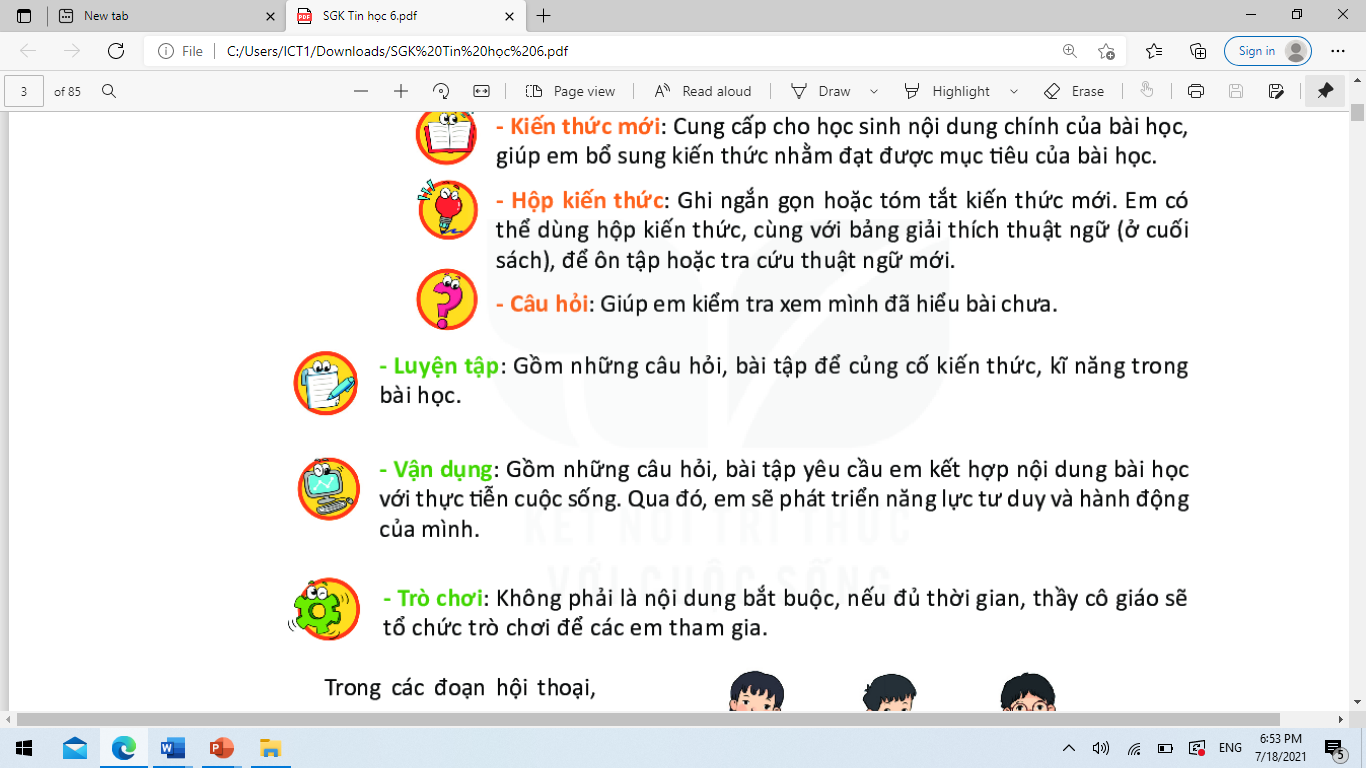 New tab
SGK Tin học 6.pdf
File
C:/Users/ICT1/Downloads/SGK%20Tin%20học%206.pdf
Sign in
3
of 85
Page view
Read aloud
Draw
Highlight
Erase
- Kiến thức mới: Cung cấp cho học sinh nội dung chính của bài học,
giúp em bổ sung kiến thức nhằm đạt được mục tiêu của bài học.
- Hộp kiến thức: Ghi ngắn gọn hoặc tóm tắt kiến thức mới. Em có
thể dùng hộp kiến thức, cùng với bảng giải thích thuật ngữ (ở cuối
sách), để ôn tập hoặc tra cứu thuật ngữ mới.
- Câu hỏi: Giúp em kiểm tra xem mình đã hiểu bài chưa.
- Luyện tập: Gồm những câu hỏi, bài tập để củng cố kiến thức, kĩ năng trong
bài học.
- Vận dụng: Gồm những câu hỏi, bài tập yêu cầu em kết hợp nội dung bài học
với thực tiễn cuộc sống. Qua đó, em sẽ phát triển năng lực tư duy và hành động
của mình.
KẾT NỐI TRI THỨC
VỚI CUỘC SỐNG
- Trò chơi: Không phải là nội dung bắt buộc, nếu đủ thời gian, thầy cô giáo sẽ
tổ chức trò chơi để các em tham gia.
Trong các đoạn hội thoại,
ENG
6:53 PM
7/18/2021
5